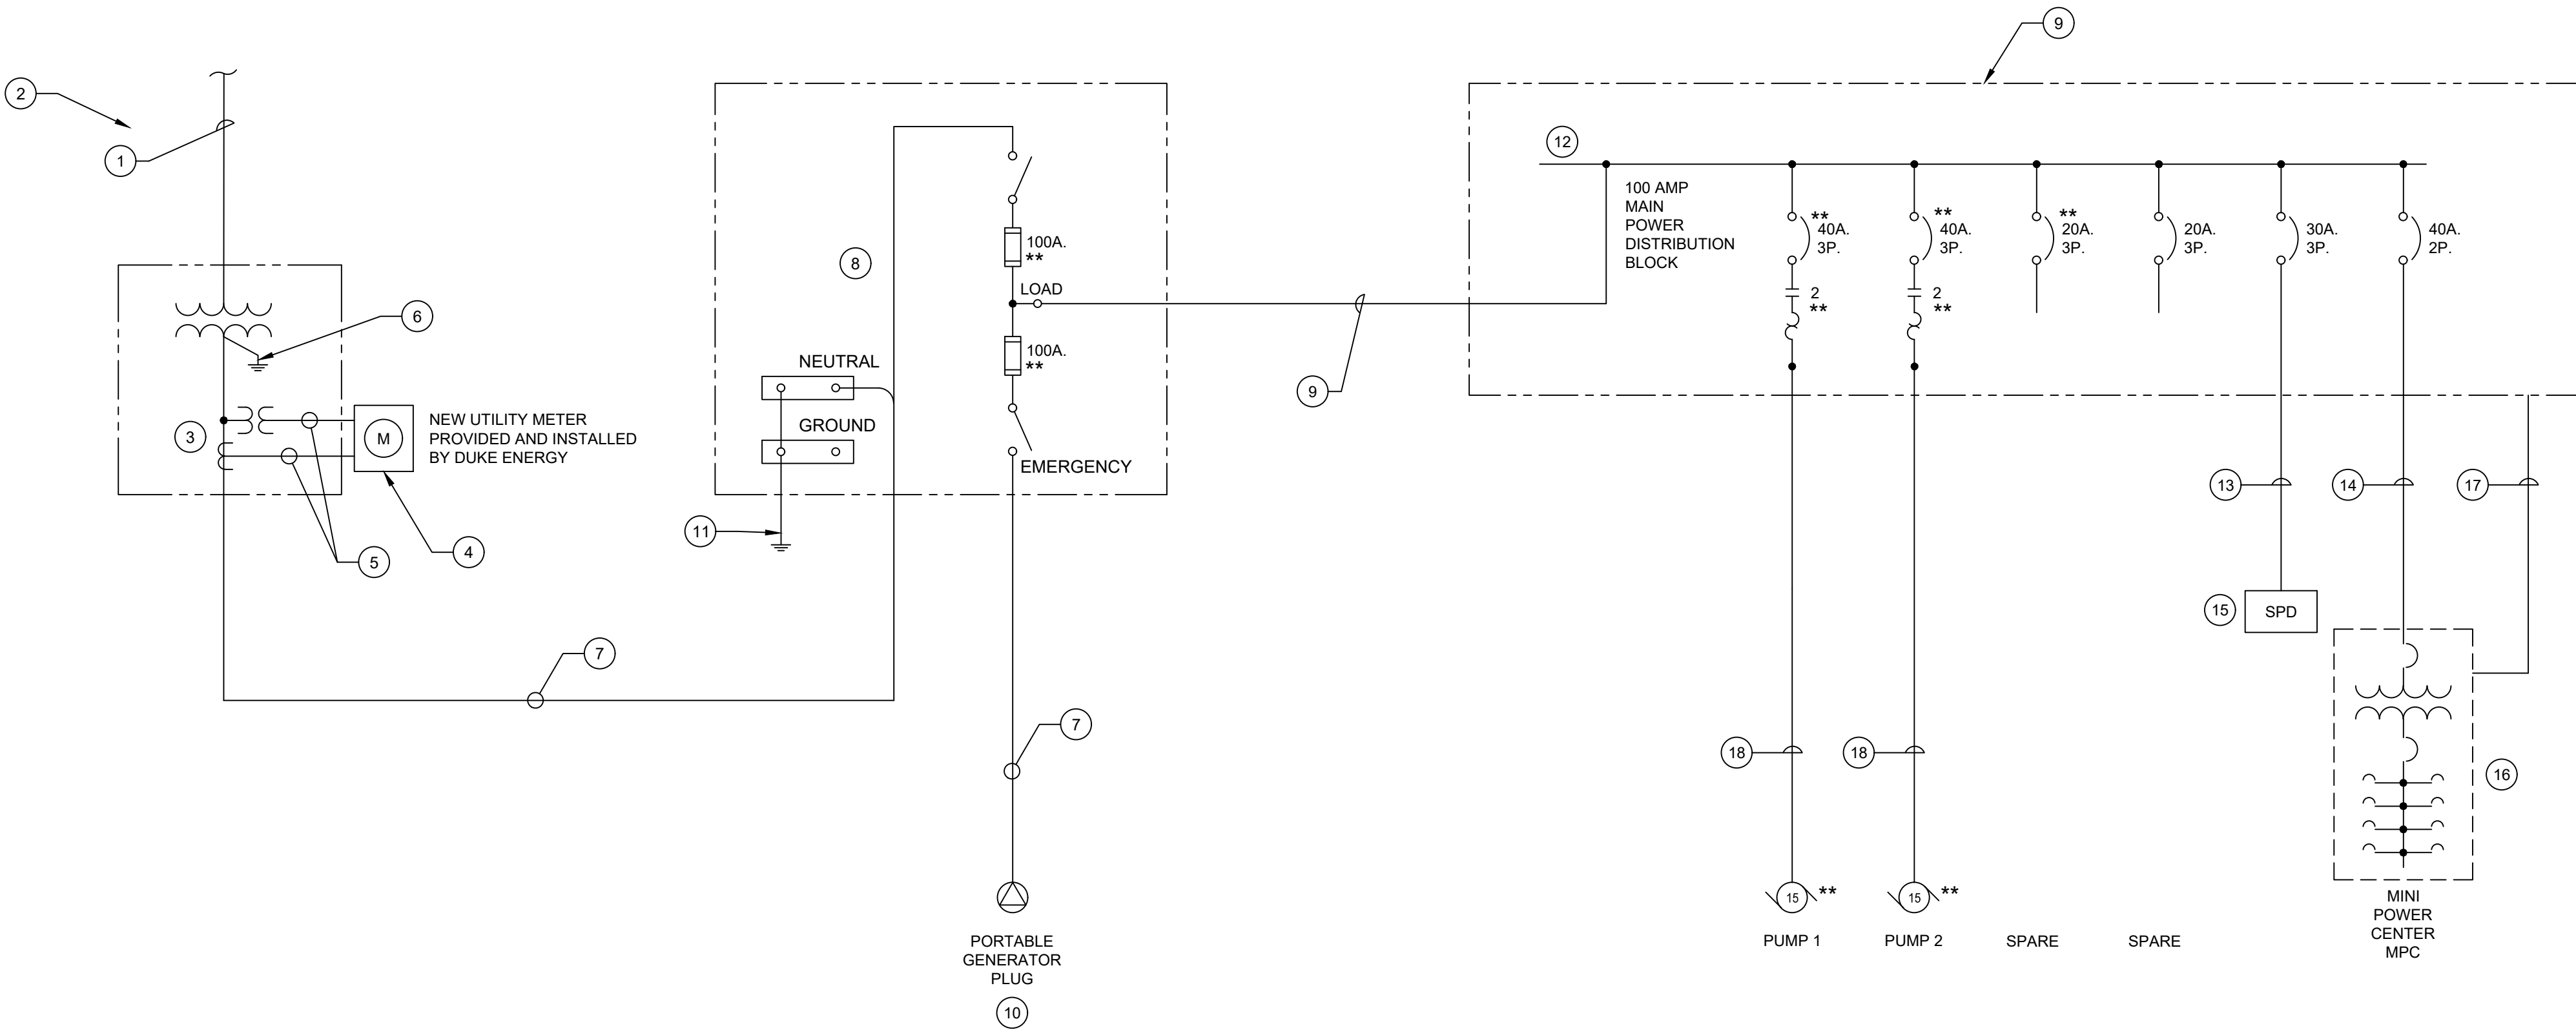 2
1
3
6
M
NEW UTILITY METER
PROVIDED AND INSTALLED
BY DUKE ENERGY
4
5
7
8
NEUTRAL
GROUND
11
100A.
**
LOAD
100A.
**
EMERGENCY
7
PORTABLE
GENERATOR
PLUG
10
9
9
12
100 AMP
MAIN
POWER
DISTRIBUTION
BLOCK
**
40A.
3P.
2
**
**
40A.
3P.
2
**
**
20A.
3P.
20A.
3P.
30A.
3P.
40A.
2P.
13
14
17
15
SPD
18
18
16
15 **
15 **
PUMP 1
PUMP 2
SPARE
SPARE
MINI
POWER
CENTER
MPC